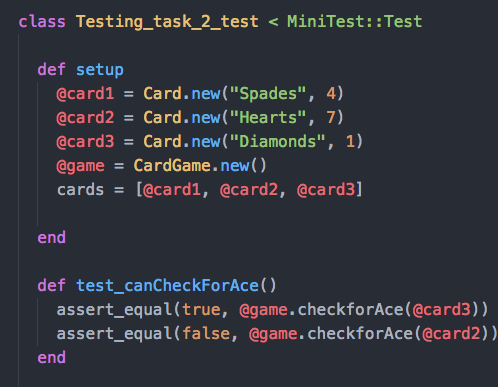 class Testing_task_2_test < MiniTest::Test
def setup
@card1 = Card.new("Spades", 4)
@card2 = Card.new("Hearts", 7)
@card3 = Card.new("Diamonds", 1)
@game = CardGame.new()
cards = [@card1, @card2, @card3]
end
def test_canCheckForAce()
assert_equal(true, @game.checkforAce(@card3))
assert_equal(false, @game.checkforAce(@card2))
end